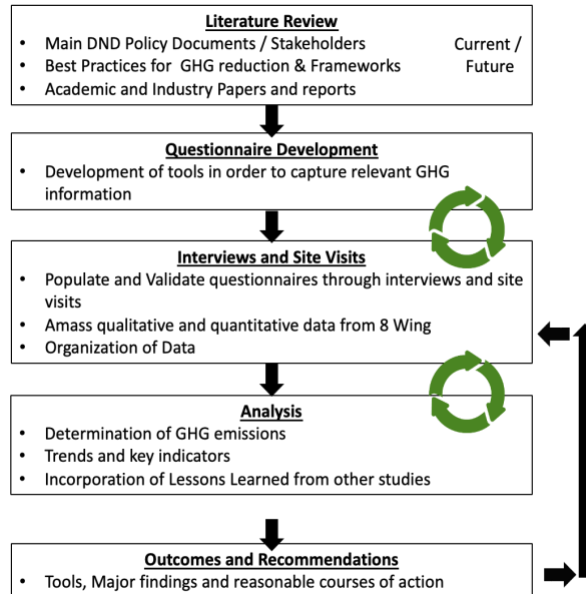 Literature Review
• Main DND Policy Documents / Stakeholders
Current /
Future
• Best Practices for GHG reduction & Frameworks
• Academic and Industry Papers and reports
Questionnaire Development
• Development of tools in order to capture relevant GHG
information
Interviews and Site Visits
• Populate and Validate questionnaires through interviews and site
visits
• Amass qualitative and quantitative data from 8 Wing
• Organization of Data
Analysis
• Determination of GHG emissions
• Trends and key indicators
• Incorporation of Lessons Learned from other studies
Outcomes and Recommendations
• Tools, Major findings and reasonable courses of action